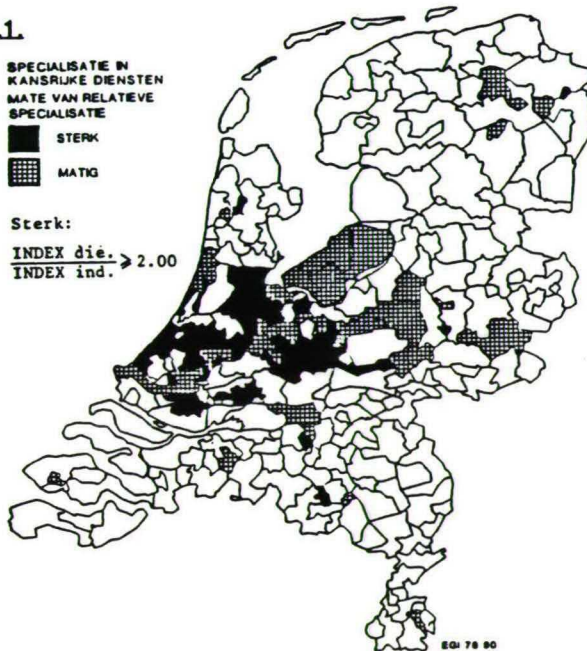 1.
SPECIALISATIE IN
KANSRIJKE DIENSTEN
MATE VAN RELATIEVE
SPECIALISATIE
STERK
MATIG
Sterk:
INDEX die. ⩾ 2.00
INDEX ind.
EGI 78 90